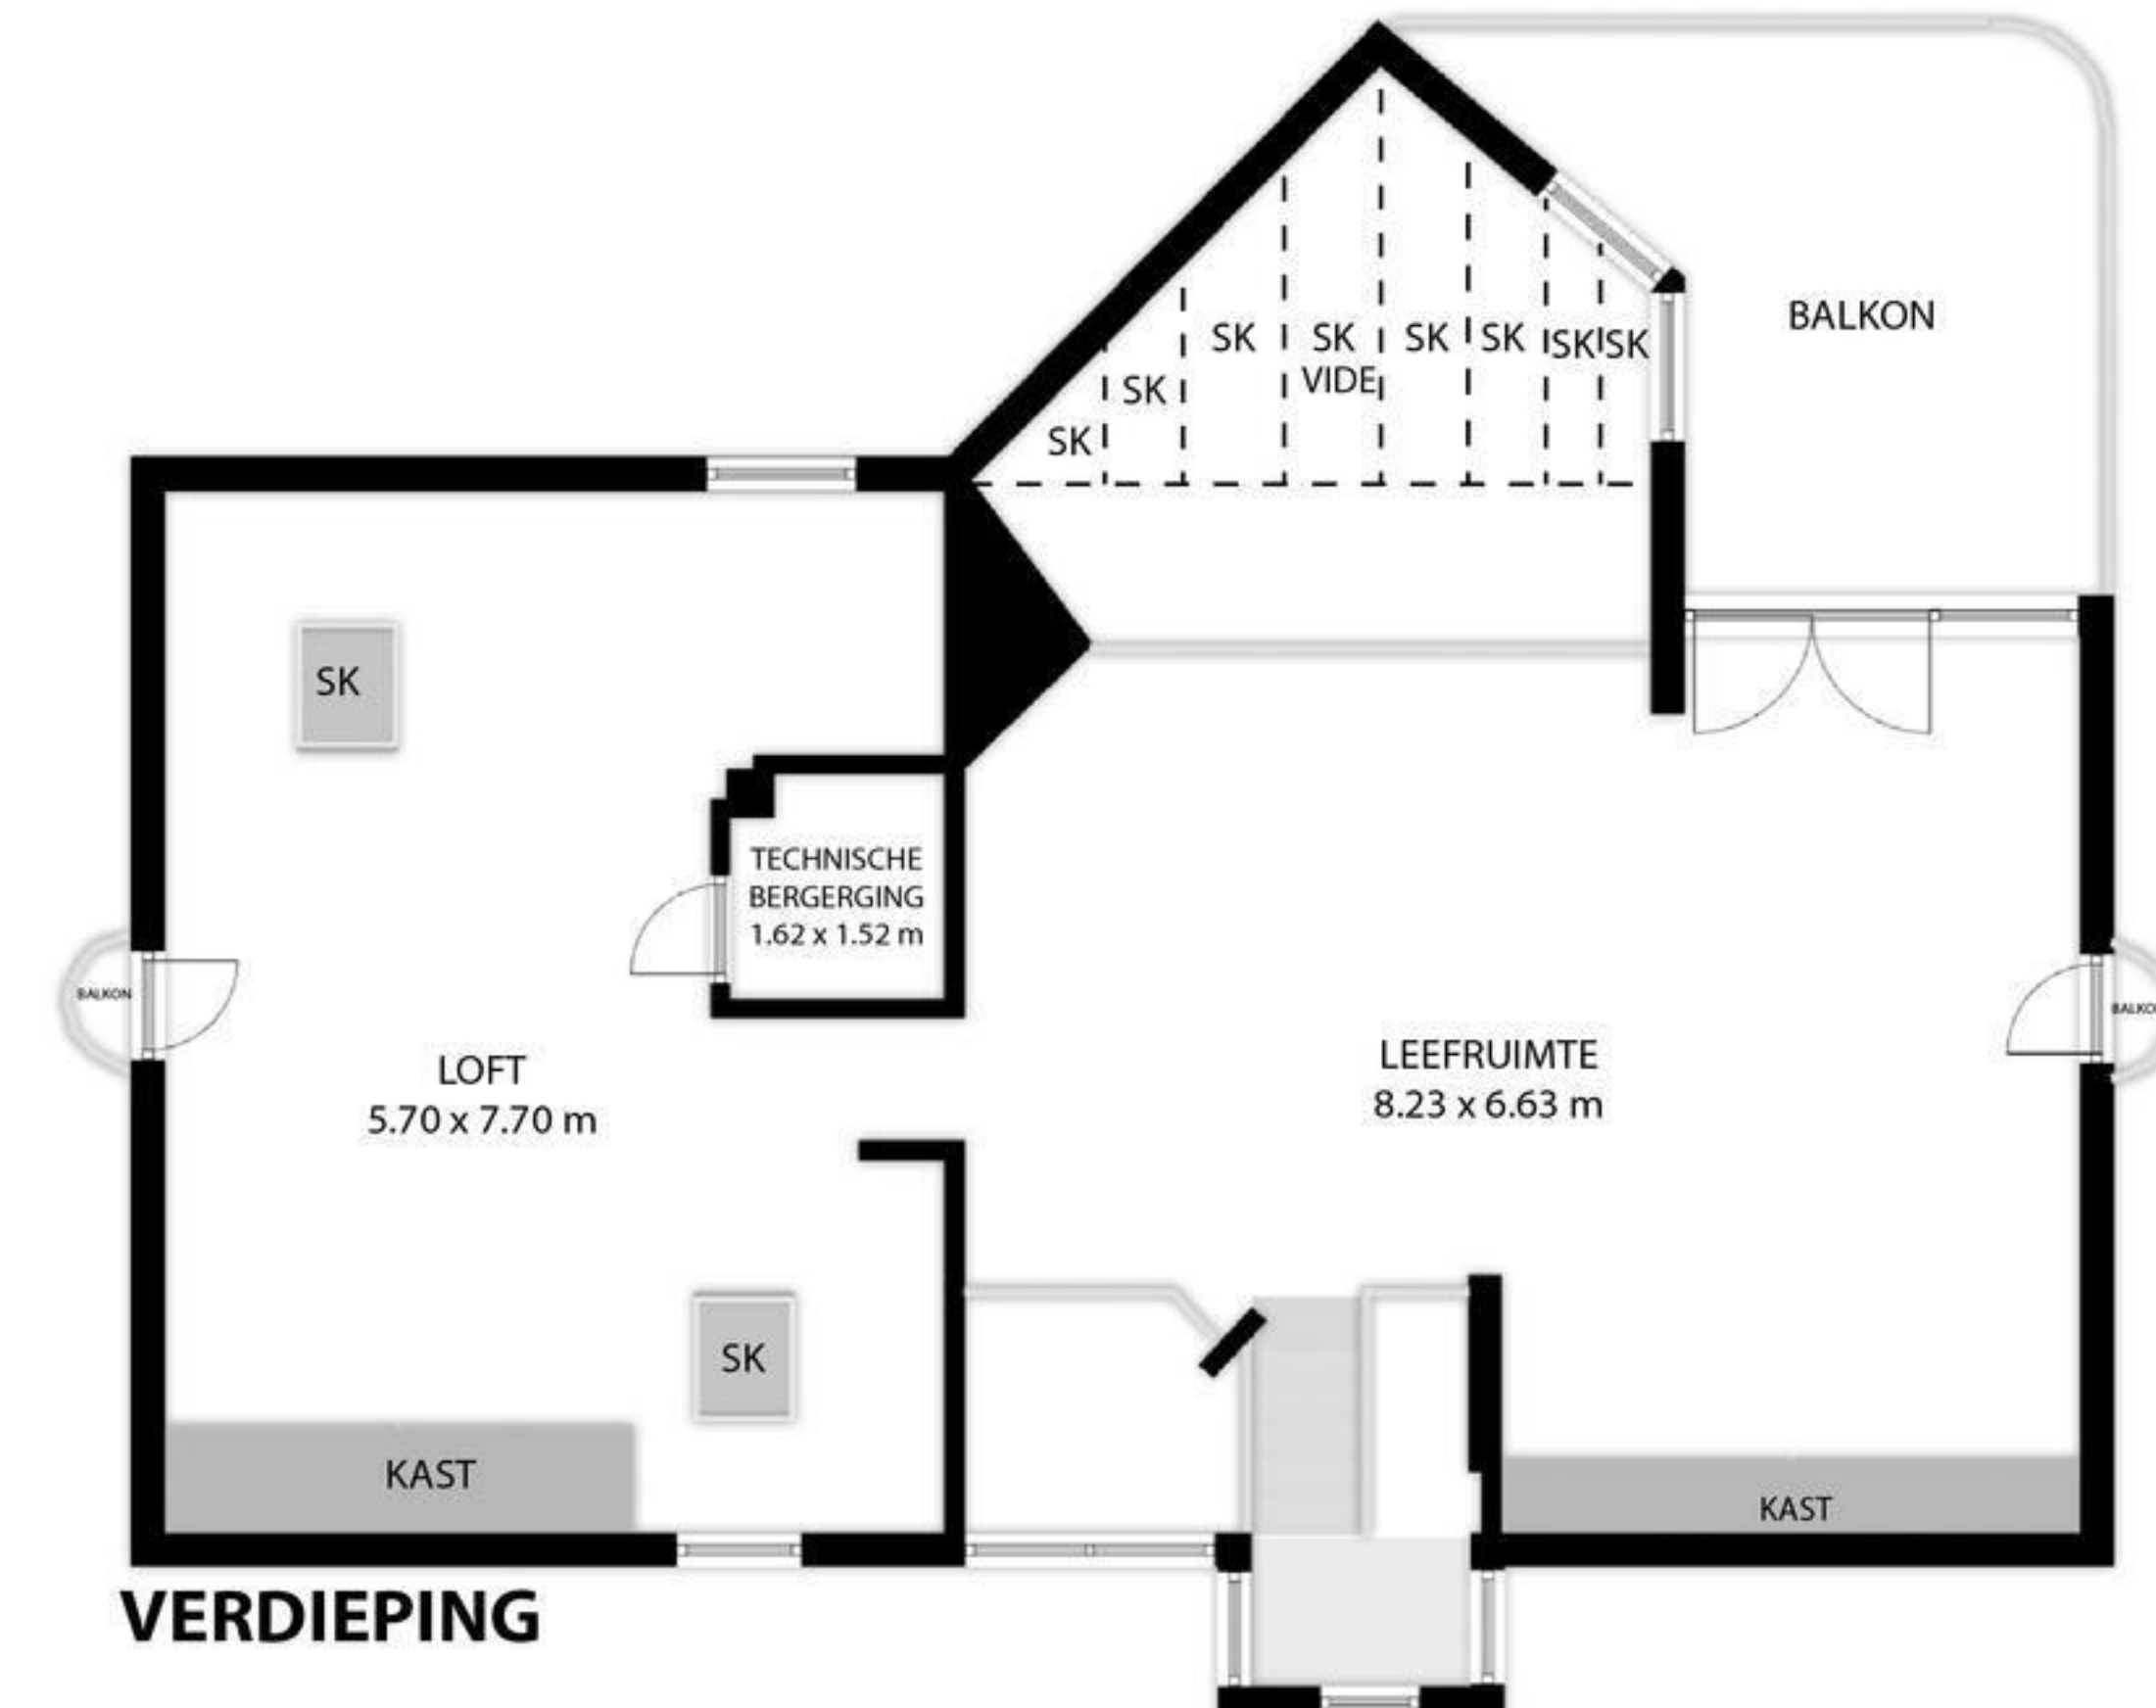 BALKON
SK
SK
SK
VIDE
SK
SK
SK
SK
SK
SK
TECHNISCHE
BERGERGING
1.62 x 1.52 m
BALKON
LOFT
5.70 x 7.70 m
LEEFRUIMTE
8.23 x 6.63 m
BALKO
SK
KAST
KAST
VERDIEPING